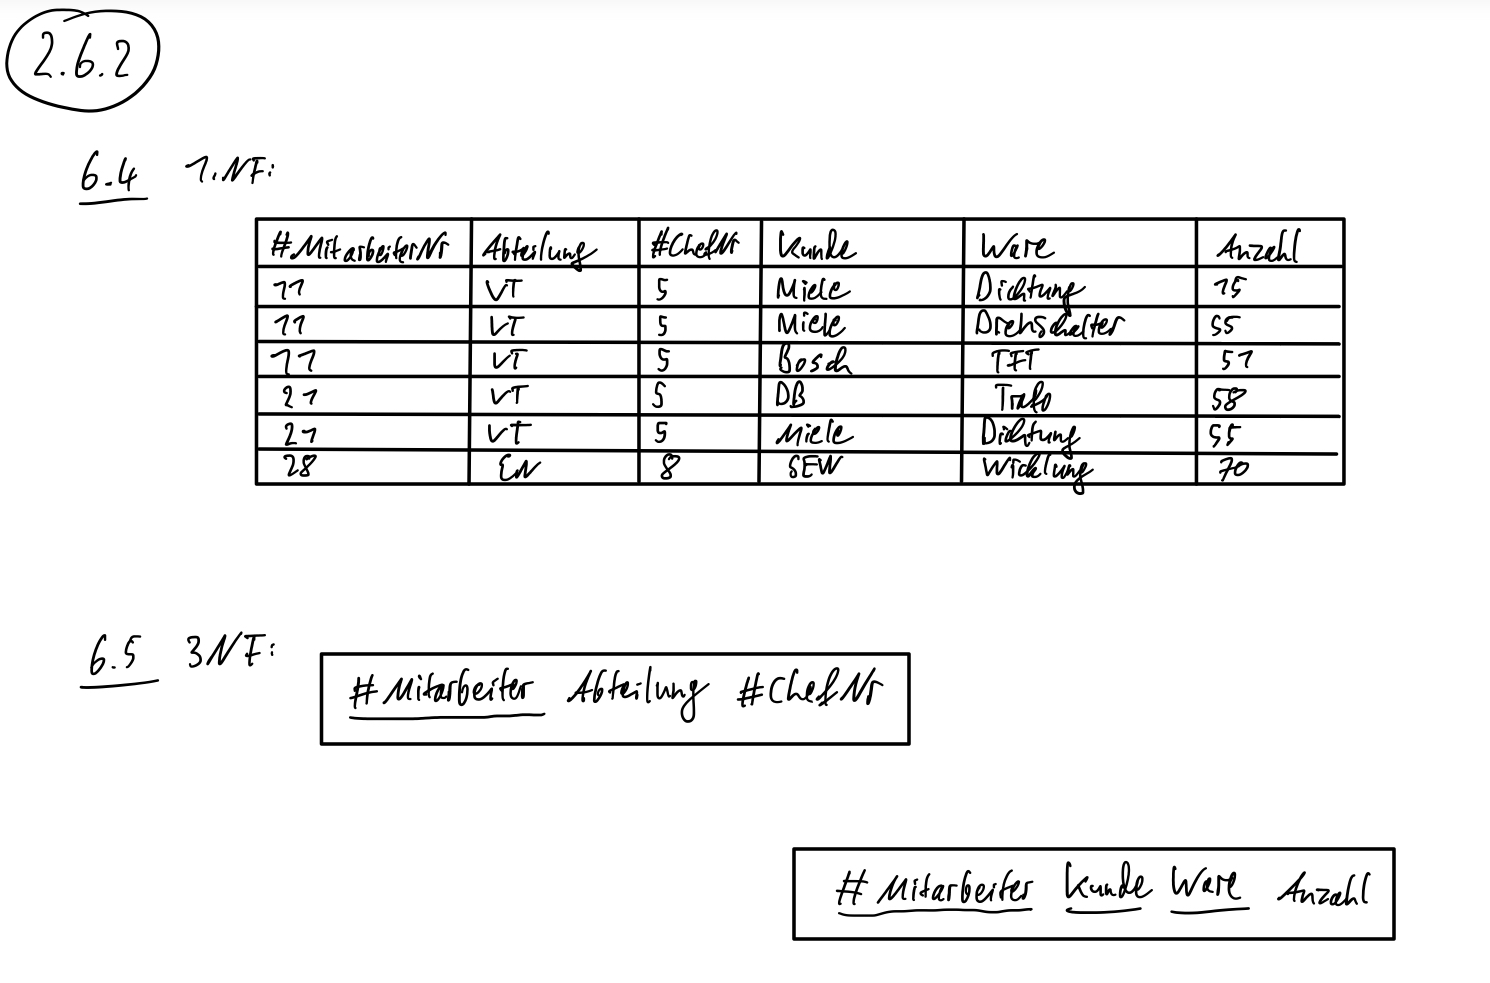 2.6.2
6.4 1.NF:
#MitarbeiterNr Abteilung #ChefNr Kunde Ware Anzahl
11 VT 5 Miele Dichtung 15
11 VT 5 Miele Drehschalter 55
11 VT 5 Bosch TFT 51
21 VT 5 DB Trafo 58
21 VT 5 Miele Dichtung 55
28 EN 8 SEW Wicklung 70
6.5 3NF:
#Mitarbeiter Abteilung #ChefNr
#Mitarbeiter Kunde Ware Anzahl